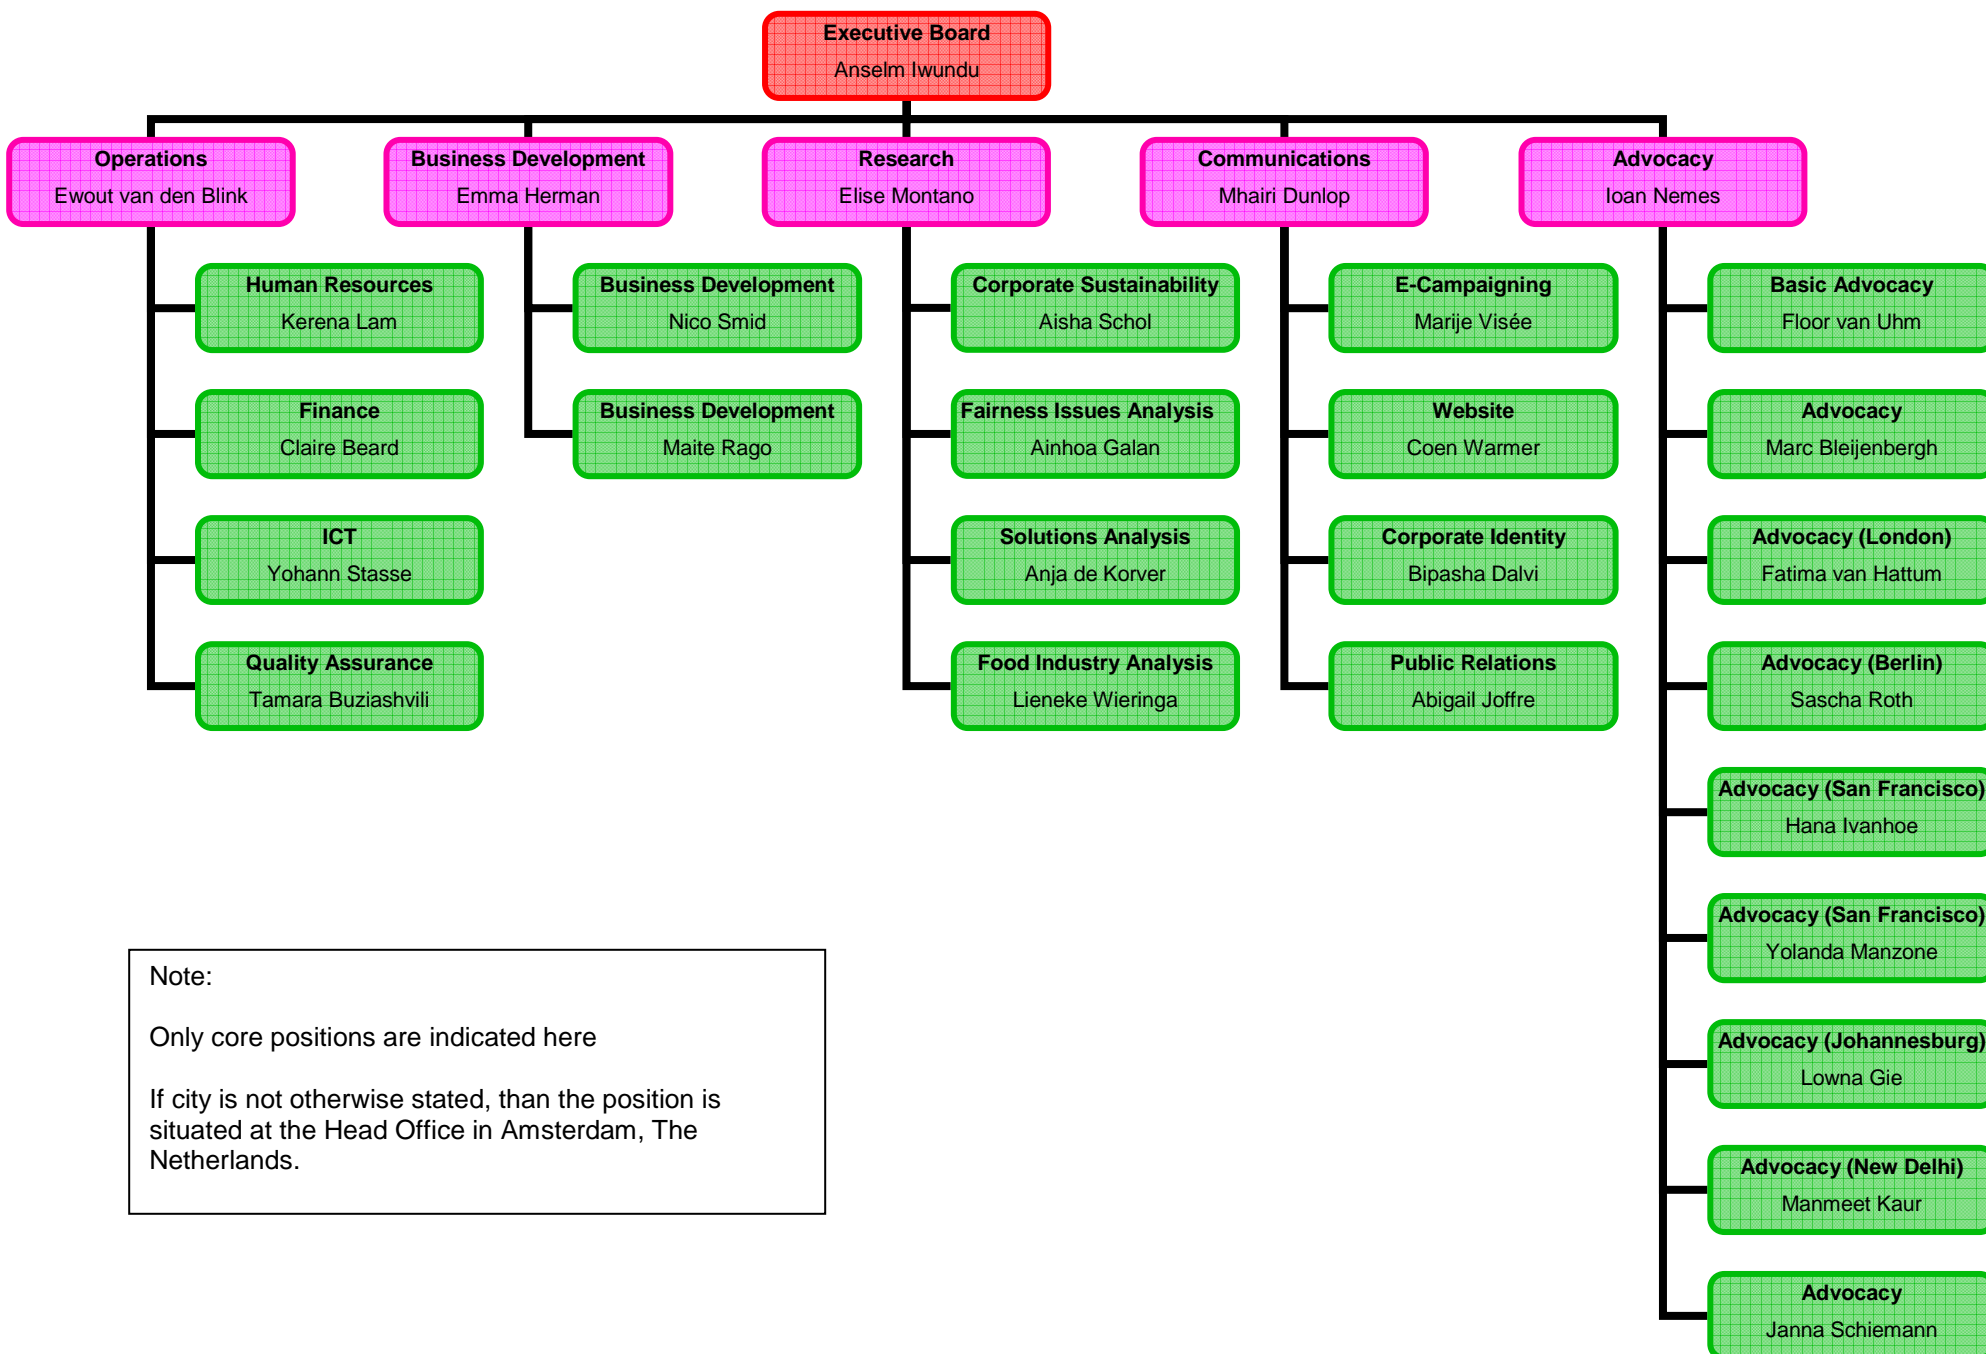 Executive Board
Anselm Iwundu
Operations
Ewout van den Blink
Business Development
Emma Herman
Research
Elise Montano
Communications
Mhairi Dunlop
Advocacy
Ioan Nemes
Human Resources
Kerena Lam
Finance
Claire Beard
ICT
Yohann Stasse
Quality Assurance
Tamara Buziashvili
Business Development
Nico Smid
Business Development
Maite Rago
Corporate Sustainability
Aisha Schol
Fairness Issues Analysis
Ainhoa Galan
Solutions Analysis
Anja de Korver
Food Industry Analysis
Lieneke Wieringa
E-Campaigning
Marije Visée
Website
Coen Warmer
Corporate Identity
Bipasha Dalvi
Public Relations
Abigail Joffre
Basic Advocacy
Floor van Uhm
Advocacy
Marc Bleijenbergh
Advocacy (London)
Fatima van Hattum
Advocacy (Berlin)
Sascha Roth
Advocacy (San Francisco)
Hana Ivanhoe
Advocacy (San Francisco)
Yolanda Manzone
Advocacy (Johannesburg)
Lowna Gie
Advocacy (New Delhi)
Manmeet Kaur
Advocacy
Janna Schiemann
Note:
Only core positions are indicated here
If city is not otherwise stated, than the position is
situated at the Head Office in Amsterdam, The
Netherlands.